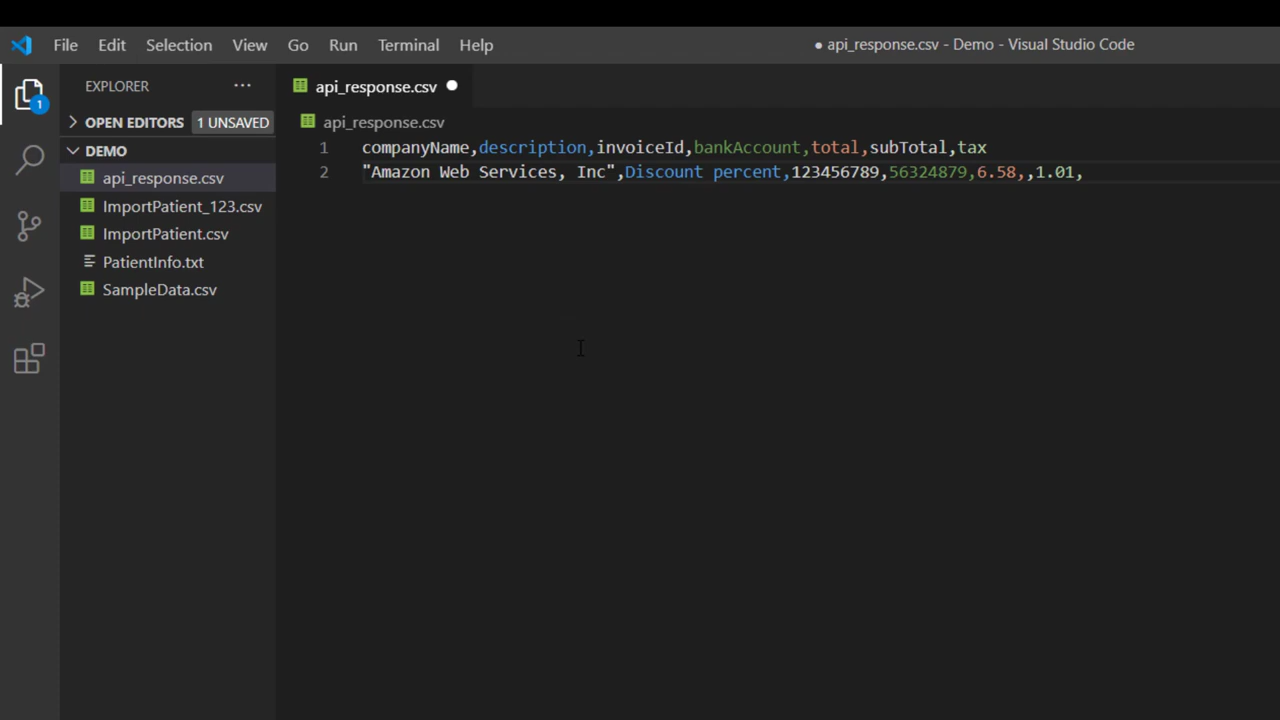 File Edit Selection View Go Run Terminal Help ● api_response.csv - Demo - Visual Studio Code
EXPLORER ···
api_response.csv
OPEN EDITORS 1 UNSAVED
api_response.csv
DEMO
api_response.csv
ImportPatient_123.csv
ImportPatient.csv
PatientInfo.txt
SampleData.csv
1
1 companyName,description,invoiceId,bankAccount,total,subTotal,tax
2 "Amazon Web Services, Inc",Discount percent,123456789,56324879,6.58,,1.01,